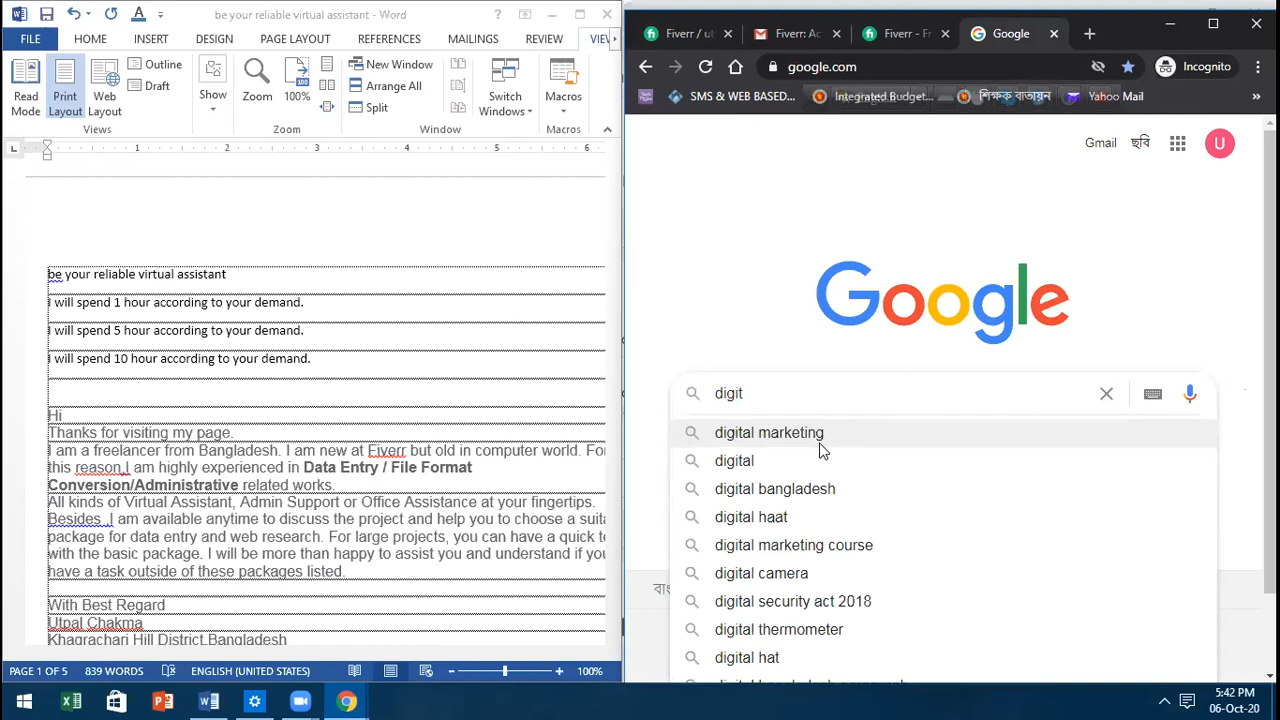 be your reliable virtual assistant - Word
FILE
HOME
INSERT
DESIGN
PAGE LAYOUT
REFERENCES
MAILINGS
REVIEW
Read
Mode
Print
Layout
Web
Layout
Outline
Draft
Views
Show
Zoom
100%
Zoom
New Window
Arrange All
Split
Switch
Windows
Window
Macros
Macros
1 2 3 4 5 6
be your reliable virtual assistant
I will spend 1 hour according to your demand.
I will spend 5 hour according to your demand.
I will spend 10 hour according to your demand.
Hi
Thanks for visiting my page.
I am a freelancer from Bangladesh. I am new at Fiverr but old in computer world.
this reason,I am highly experienced in Data Entry / File Format
Conversion/Administrative related works.
All kinds of Virtual Assistant, Admin Support or Office Assistance at your fingertips.
Besides ,I am available anytime to discuss the project and help you to choose a
package for data entry and web research. For large projects, you can have a quick
with the basic package. I will be more than happy to assist you and understand if
have a task outside of these packages listed.
With Best Regard
Utpal Chakma
Khagrachari Hill District,Bangladesh
PAGE 1 OF 5
839 WORDS
ENGLISH (UNITED STATES)
100%
Fiverr / u
Fiverr: Ac
Fiverr - Fr
Google
google.com
Incognito
SMS & WEB BASED...
Integrated Budget...
শিক্ষক বাতায়ন
Yahoo Mail
Gmail
ছবি
U
Google
digit
digital marketing
digital
digital bangladesh
digital haat
digital marketing course
digital camera
digital security act 2018
digital thermometer
digital hat
5:42 PM
06-Oct-20